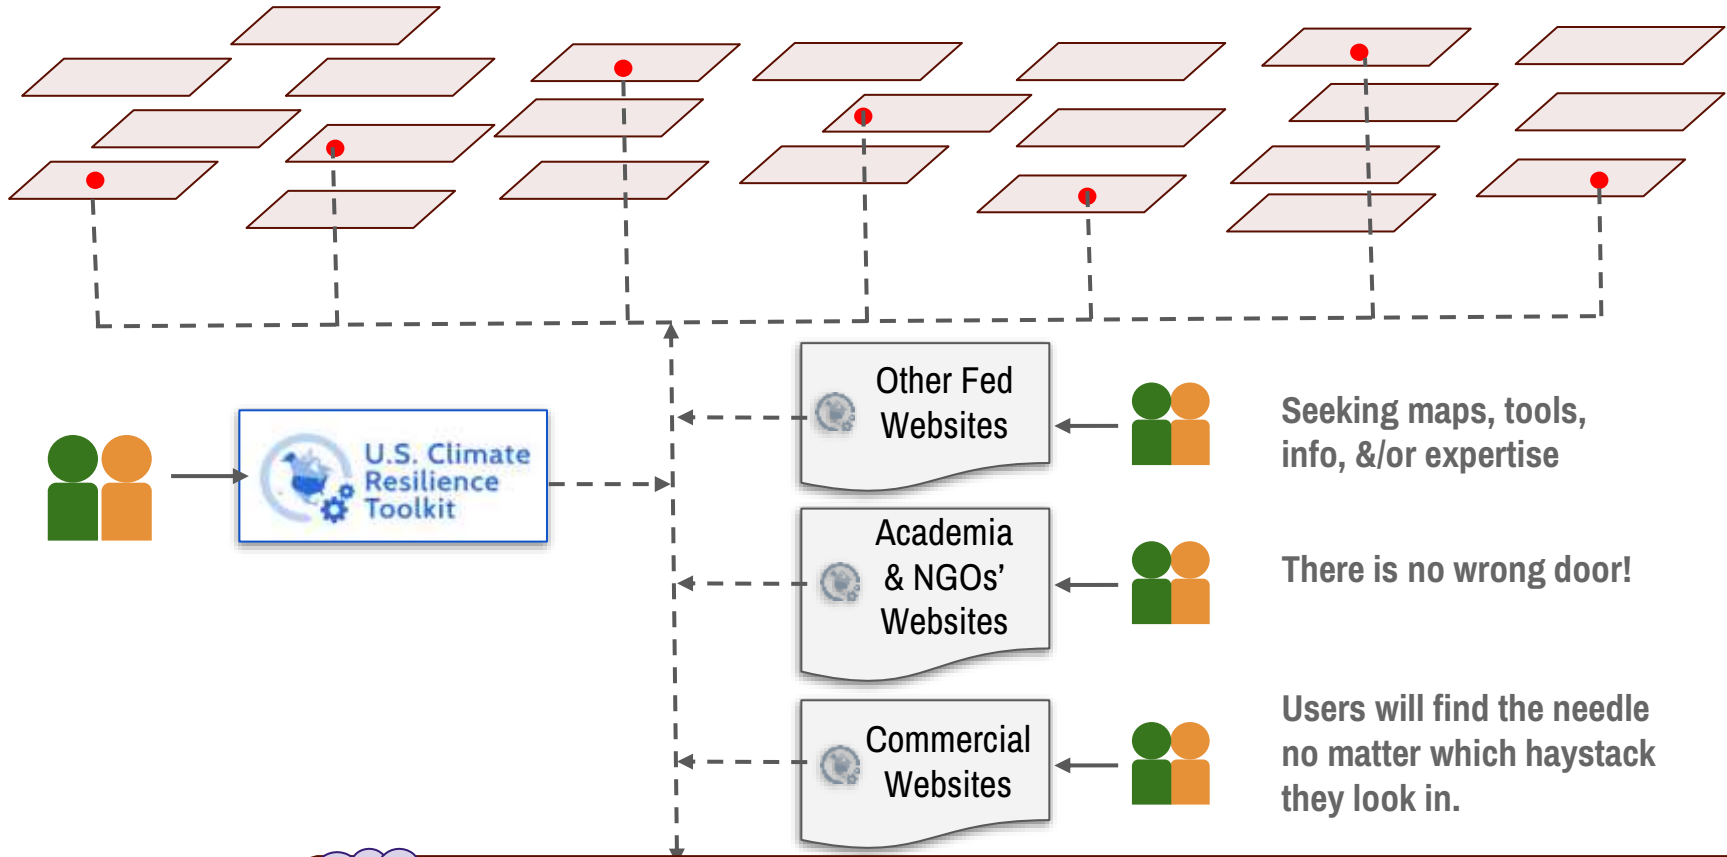 Other Fed
Websites
Seeking maps, tools,
info, &/or expertise
U.S. Climate
Resilience
Toolkit
Academia
& NGOs’
Websites
There is no wrong door!
Commercial
Websites
Users will find the needle
no matter which haystack
they look in.